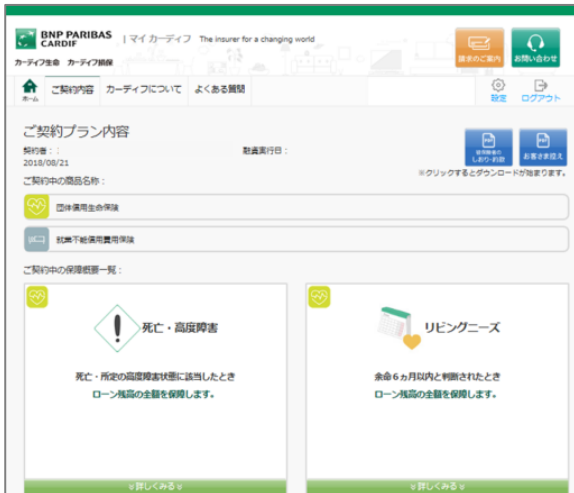 BNP PARIBAS
CARDIF
マイ カーディフ The insurer for a changing world
カーディフ生命 カーディフ損保
請求のご案内
お問い合わせ
ホーム
ご契約内容
カーディフについて
よくある質問
設定
ログアウト
ご契約プラン内容
契約者：：
融資実行日：
2018/08/21
しおり・約款
お客さま控え
※クリックするとダウンロードが始まります。
ご契約中の商品名称：
団体信用生命保険
就業不能信用費用保険
ご契約中の保障概要一覧：
死亡・高度障害
死亡・所定の高度障害状態に該当したとき
ローン残高の全額を保障します。
詳しくみる
リビングニーズ
余命6ヵ月以内と判断されたとき
ローン残高の全額を保障します。
詳しくみる